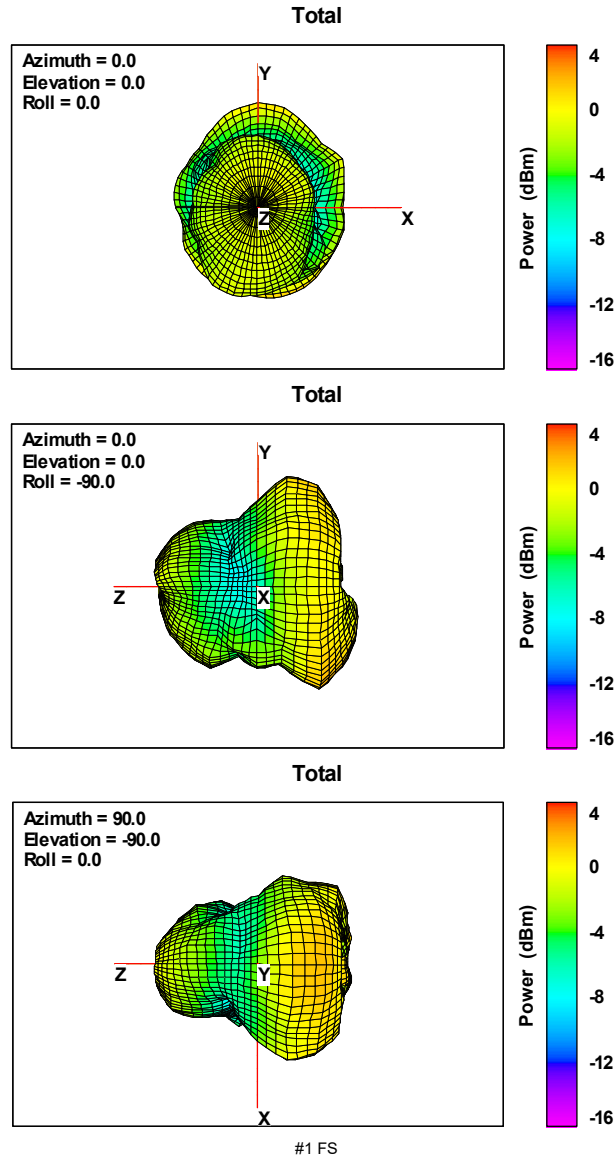 Total
Azimuth = 0.0
Elevation = 0.0
Roll = 0.0
Y
Z
X
4
0
-4
-8
-12
-16
Power (dBm)
Total
Azimuth = 0.0
Elevation = 0.0
Roll = -90.0
Y
Z
X
4
0
-4
-8
-12
-16
Power (dBm)
Total
Azimuth = 90.0
Elevation = -90.0
Roll = 0.0
Z
Y
X
4
0
-4
-8
-12
-16
Power (dBm)
#1 FS